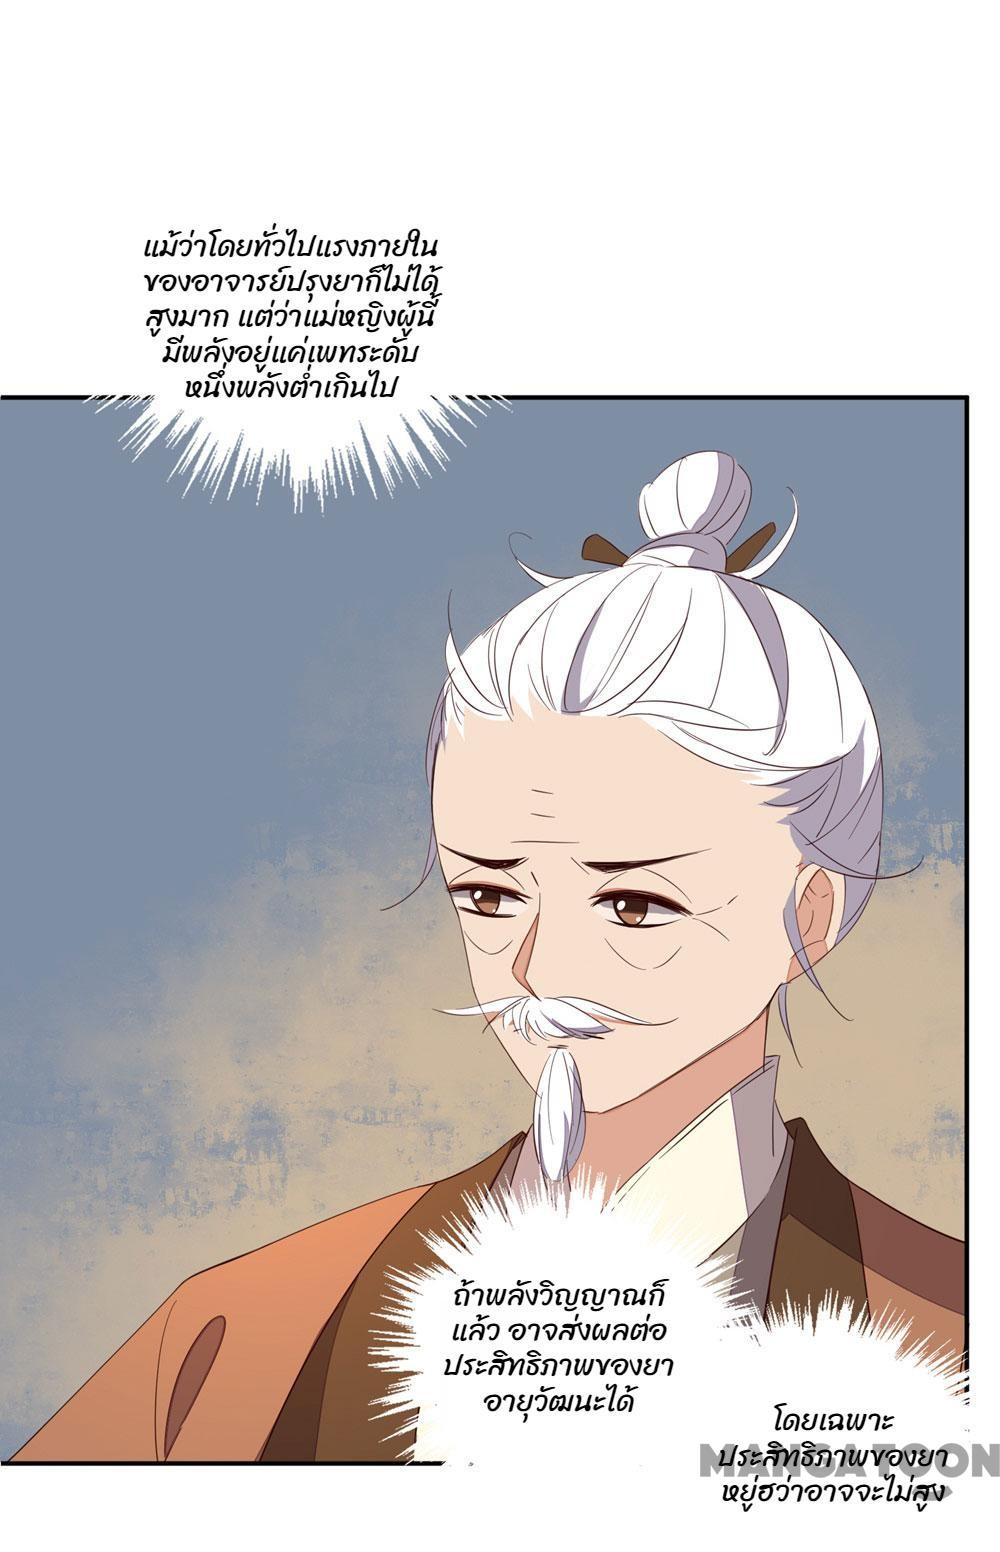 แม้ว่าโดยทั่วไปแรงภายใน
ของอาจารย์ปรุงยาก็ไม่ได้
สูงมาก แต่ว่าแม่หญิงผู้นี้
มีพลังอยู่แค่เพทระดับ
หนึ่งพลังต่ำเกินไป
ถ้าพลังวิญญาณก็
แล้ว อาจส่งผลต่อ
ประสิทธิภาพของยา
อายุวัฒนะได้
โดยเฉพาะ
ประสิทธิภาพของยา
หยู่ฮว่าอาจจะไม่สูง
MANGATOON